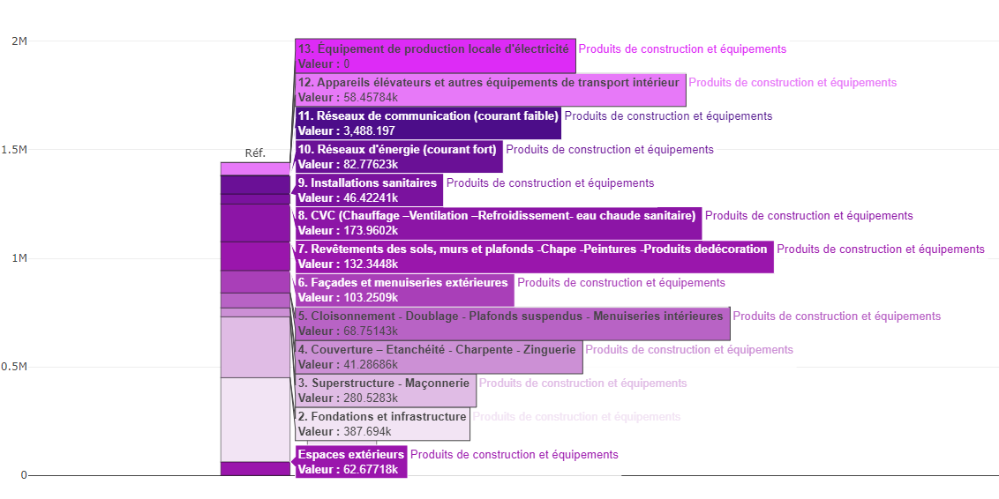 2M
13. Équipement de production locale d'électricité Produits de construction et équipements
Valeur : 0
12. Appareils élévateurs et autres équipements de transport intérieur Produits de construction et équipements
Valeur : 58.45784k
11. Réseaux de communication (courant faible) Produits de construction et équipements
Valeur : 3,488.197
1.5M
Réf.
10. Réseaux d'énergie (courant fort) Produits de construction et équipements
Valeur : 82.77623k
9. Installations sanitaires Produits de construction et équipements
Valeur : 46.42241k
8. CVC (Chauffage –Ventilation –Refroidissement- eau chaude sanitaire) Produits de construction et équipements
Valeur : 173.9602k
7. Revêtements des sols, murs et plafonds -Chape -Peintures -Produits dedécoration Produits de construction et équipements
1M
Valeur : 132.3448k
6. Façades et menuiseries extérieures Produits de construction et équipements
Valeur : 103.2509k
5. Cloisonnement - Doublage - Plafonds suspendus - Menuiseries intérieures Produits de construction et équipements
Valeur : 68.75143k
4. Couverture – Etanchéité - Charpente - Zinguerie Produits de construction et équipements
Valeur : 41.28686k
0.5M
3. Superstructure - Maçonnerie Produits de construction et équipements
Valeur : 280.5283k
2. Fondations et infrastructure Produits de construction et équipements
Valeur : 387.694k
Espaces extérieurs Produits de construction et équipements
Valeur : 62.67718k
0